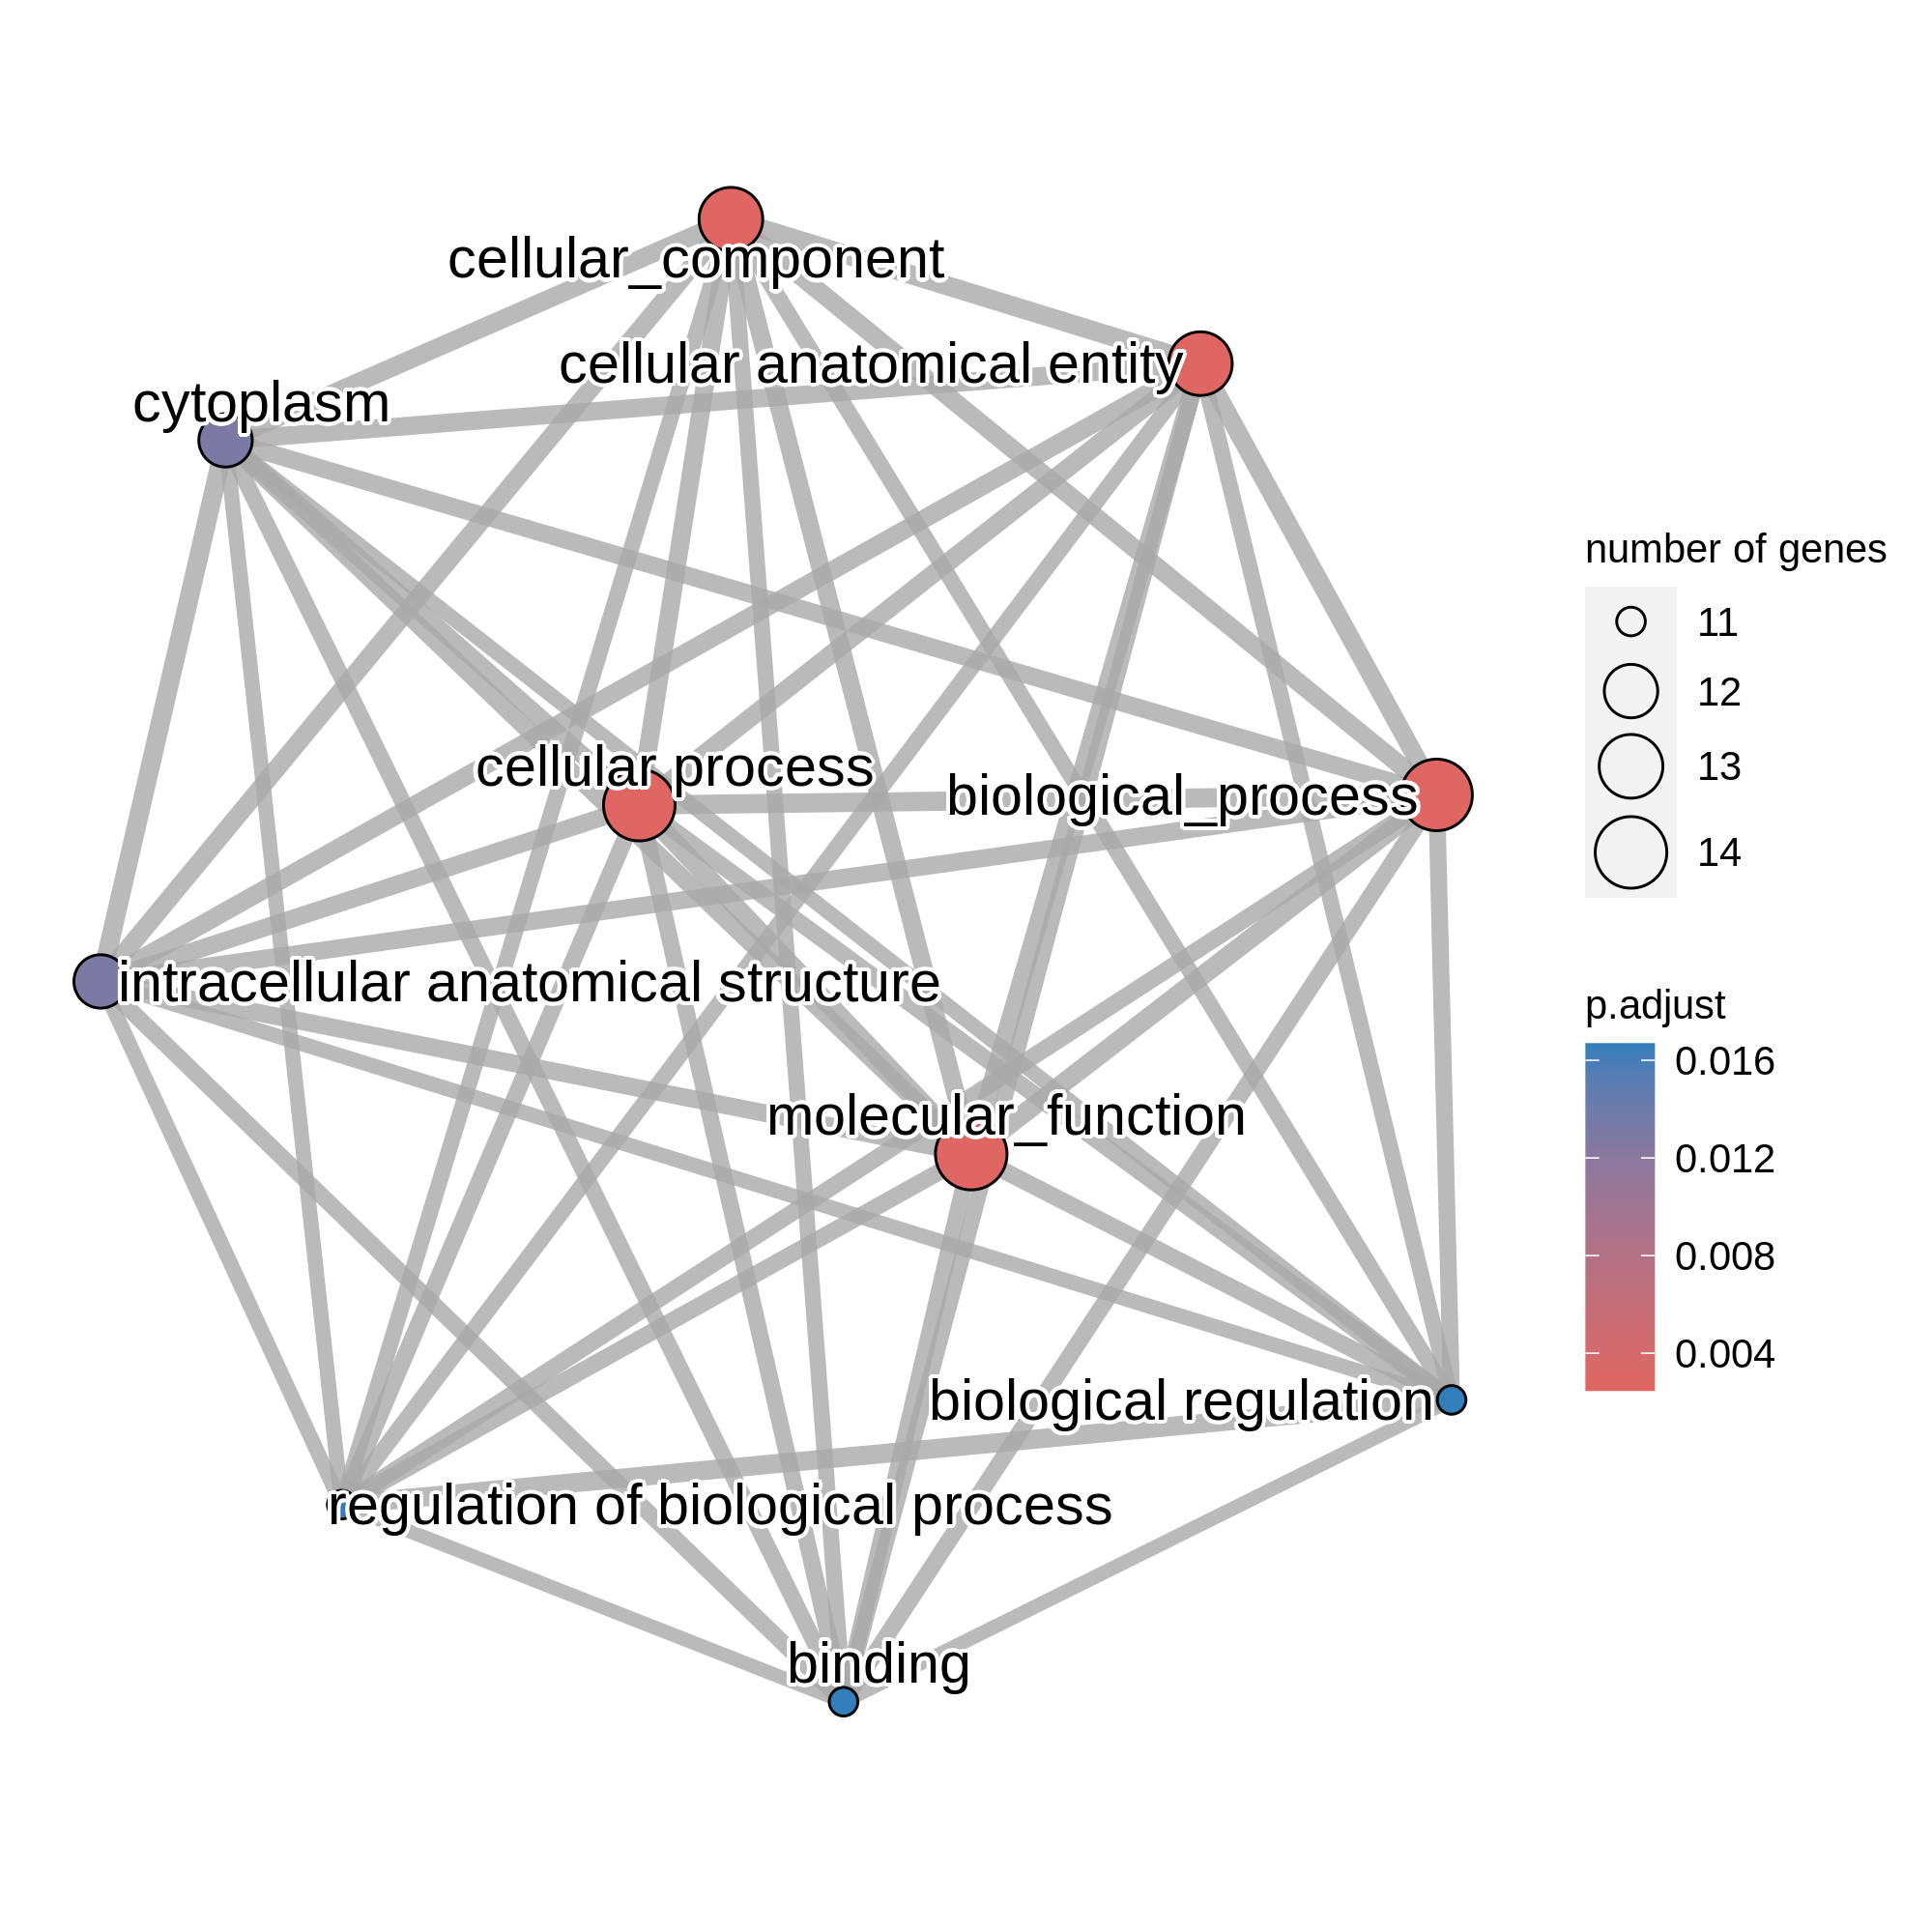 cellular_component
cellular anatomical entity
cytoplasm
number of genes
11
12
13
14
cellular process
biological_process
intracellular anatomical structure
p.adjust
0.016
0.012
0.008
0.004
molecular_function
biological regulation
regulation of biological process
binding